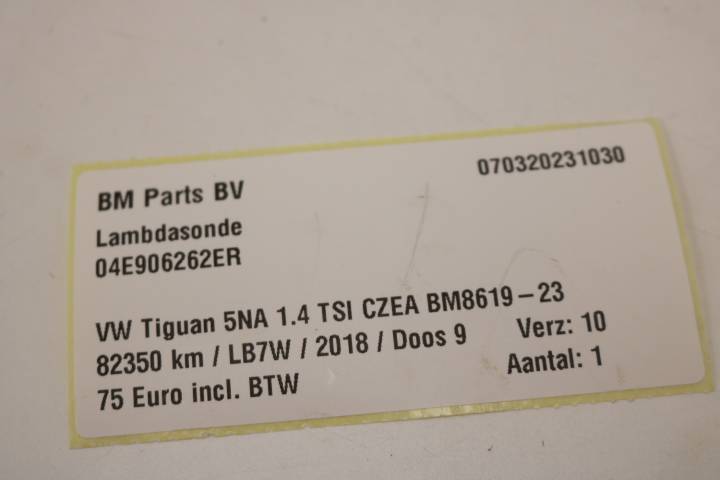 BM Parts BV
070320231030
Lambdasonde
04E906262ER
VW Tiguan 5NA 1.4 TSI CZEA BM8619-23
82350 km / LB7W / 2018 / Doos 9
Verz: 10
75 Euro incl. BTW
Aantal: 1